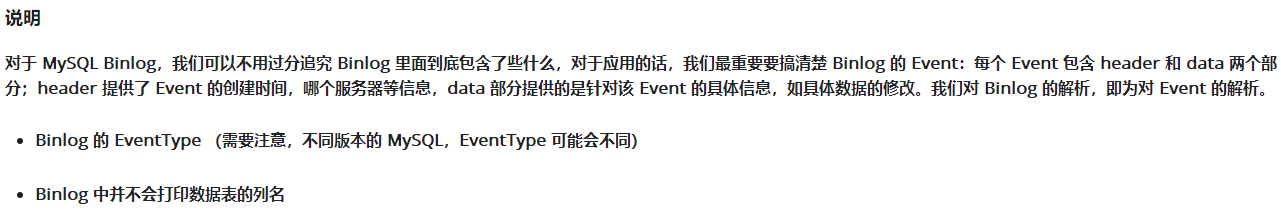 说明
对于 MySQL Binlog，我们可以不用过分追究 Binlog 里面到底包含了些什么，对于应用的话，我们最重要要搞清楚 Binlog 的 Event：每个 Event 包含 header 和 data 两个部
分；header 提供了 Event 的创建时间，哪个服务器等信息，data 部分提供的是针对该 Event 的具体信息，如具体数据的修改。我们对 Binlog 的解析，即为对 Event 的解析。
• Binlog 的 EventType （需要注意，不同版本的 MySQL，EventType 可能会不同）
• Binlog 中并不会打印数据表的列名